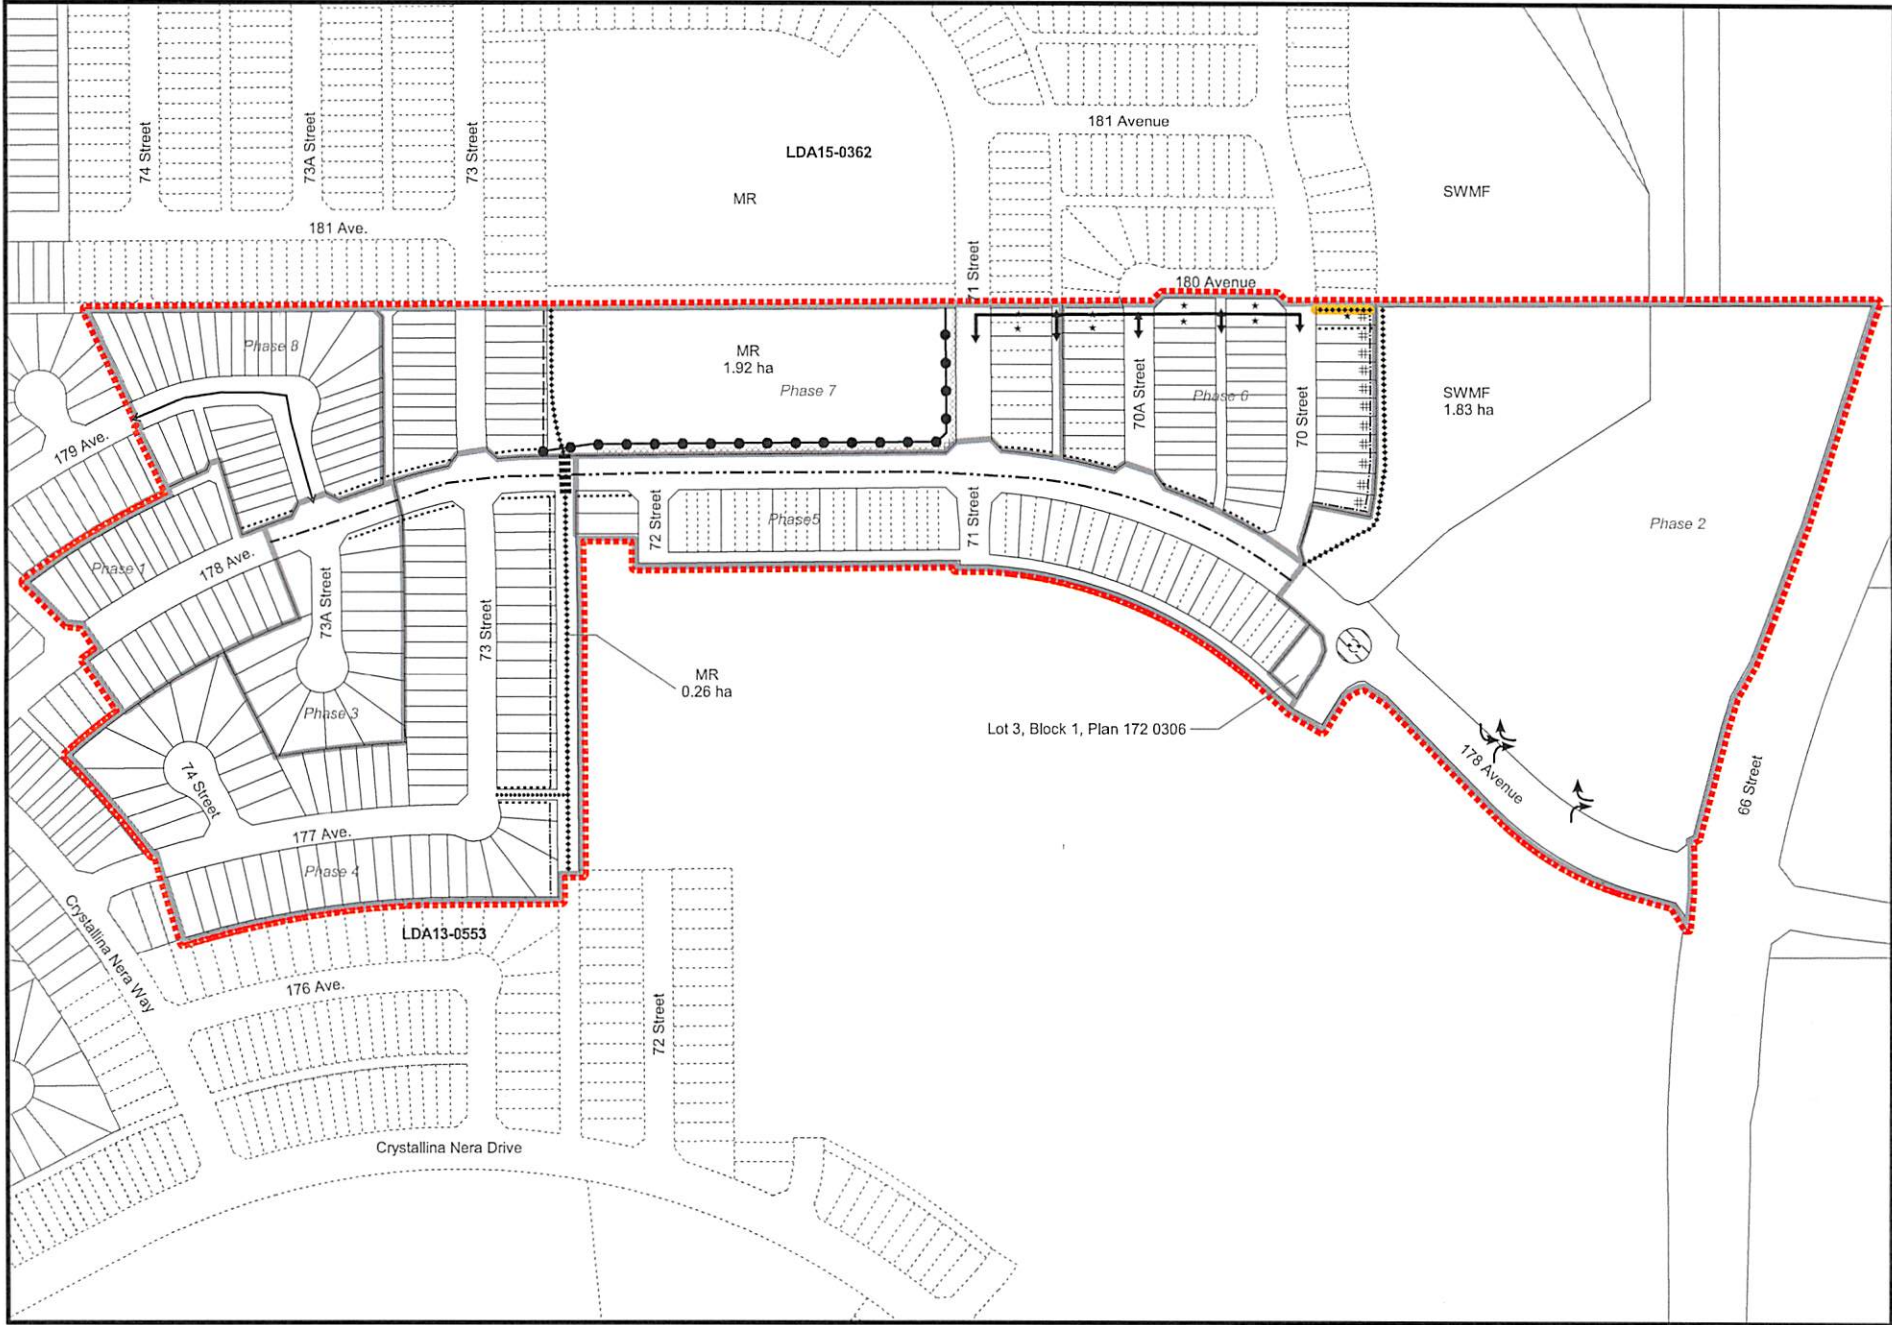 74 Street
73A Street
73 Street
181 Avenue
LDA15-0362
MR
SWMF
181 Ave.
71 Street
180 Avenue
Phase 8
MR
1.92 ha
Phase 7
70A Street
Phase 6
70 Street
SWMF
1.83 ha
179 Ave.
Phase 1
178 Ave.
73A Street
73 Street
72 Street
Phase5
71 Street
Phase 2
MR
0.26 ha
Phase 3
Lot 3, Block 1, Plan 172 0306
74 Street
178 Avenue
66 Street
177 Ave.
Phase 4
Crystallina Nera Way
LDA13-0553
176 Ave.
72 Street
Crystallina Nera Drive